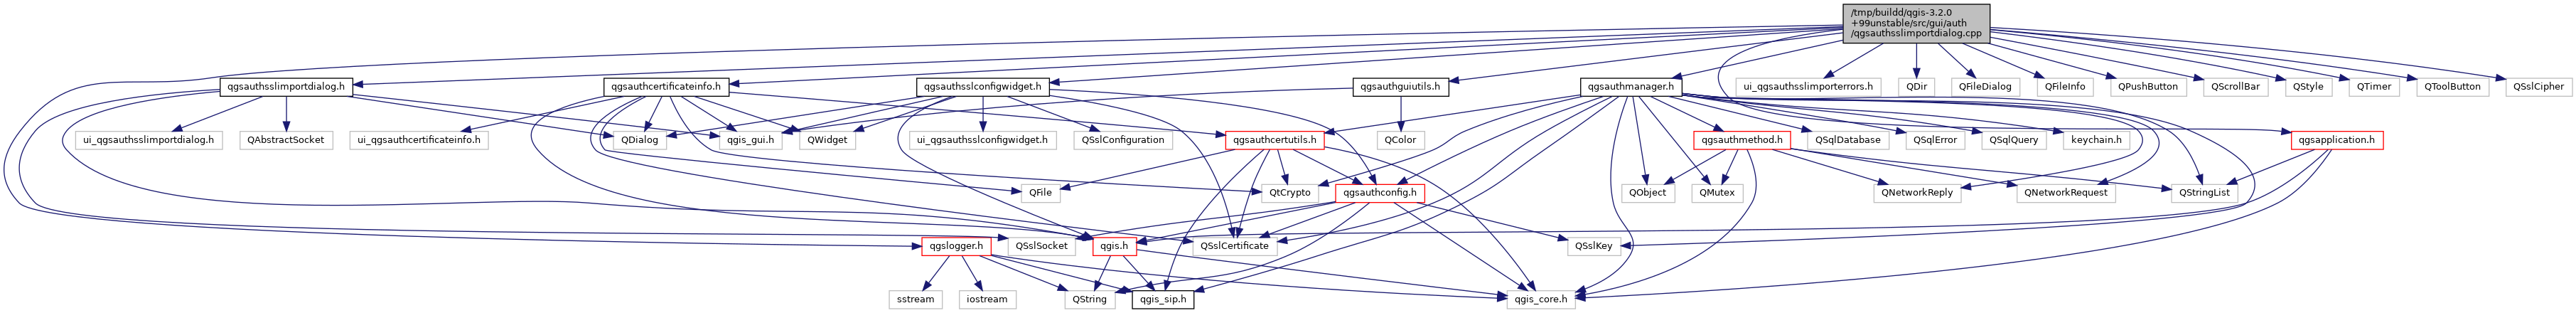 /tmp/buildd/qgis-3.2.0
+99unstable/src/gui/auth
/qgsauthsslimportdialog.cpp
qgsauthsslimportdialog.h
qgsauthcertificateinfo.h
qgsauthsslconfigwidget.h
qgsauthguiutils.h
qgsauthmanager.h
ui_qgsauthsslimporterrors.h
QDir
QFileDialog
QFileInfo
QPushButton
QScrollBar
QStyle
QTimer
QToolButton
QSslCipher
ui_qgsauthsslimportdialog.h
QAbstractSocket
ui_qgsauthcertificateinfo.h
QDialog
qgis_gui.h
QWidget
ui_qgsauthsslconfigwidget.h
QSslConfiguration
qgsauthcertutils.h
QColor
qgsauthmethod.h
QSqlDatabase
QSqlError
QSqlQuery
keychain.h
qgsapplication.h
QFile
QtCrypto
qgsauthconfig.h
QObject
QMutex
QNetworkReply
QNetworkRequest
QStringList
qgslogger.h
QSslSocket
qgis.h
QSslCertificate
QSslKey
sstream
iostream
QString
qgis_sip.h
qgis_core.h